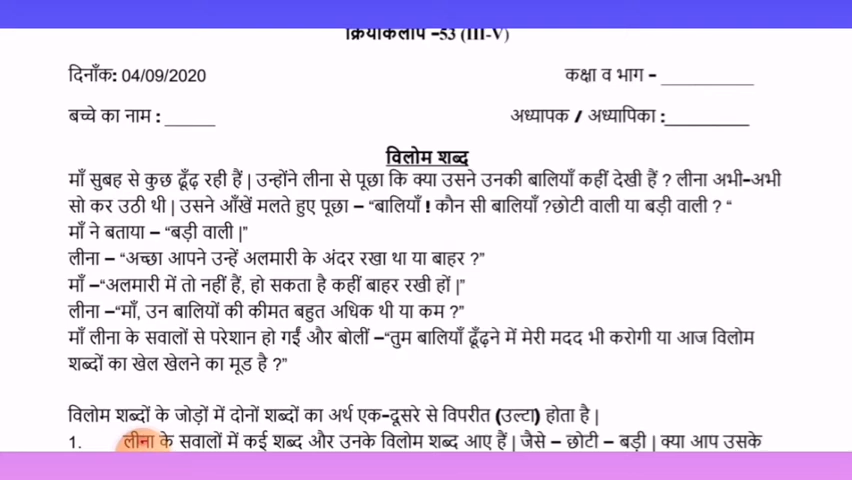 क्रियाकलाप –53 (III-V)
दिनाँक: 04/09/2020 कक्षा व भाग - __________
बच्चे का नाम : _____ अध्यापक / अध्यापिका :_________
विलोम शब्द
माँ सुबह से कुछ ढूँढ़ रही हैं | उन्होंने लीना से पूछा कि क्या उसने उनकी बालियाँ कहीं देखी हैं ? लीना अभी-अभी
सो कर उठी थी | उसने आँखें मलते हुए पूछा – “बालियाँ ! कौन सी बालियाँ ?छोटी वाली या बड़ी वाली ? “
माँ ने बताया – “बड़ी वाली |”
लीना – “अच्छा आपने उन्हें अलमारी के अंदर रखा था या बाहर ?”
माँ –“अलमारी में तो नहीं हैं, हो सकता है कहीं बाहर रखी हों |”
लीना –“माँ, उन बालियों की कीमत बहुत अधिक थी या कम ?”
माँ लीना के सवालों से परेशान हो गईं और बोलीं –“तुम बालियाँ ढूँढ़ने में मेरी मदद भी करोगी या आज विलोम
शब्दों का खेल खेलने का मूड है ?”
विलोम शब्दों के जोड़ों में दोनों शब्दों का अर्थ एक-दूसरे से विपरीत (उल्टा) होता है |
1. लीना के सवालों में कई शब्द और उनके विलोम शब्द आए हैं | जैसे – छोटी – बड़ी | क्या आप उसके